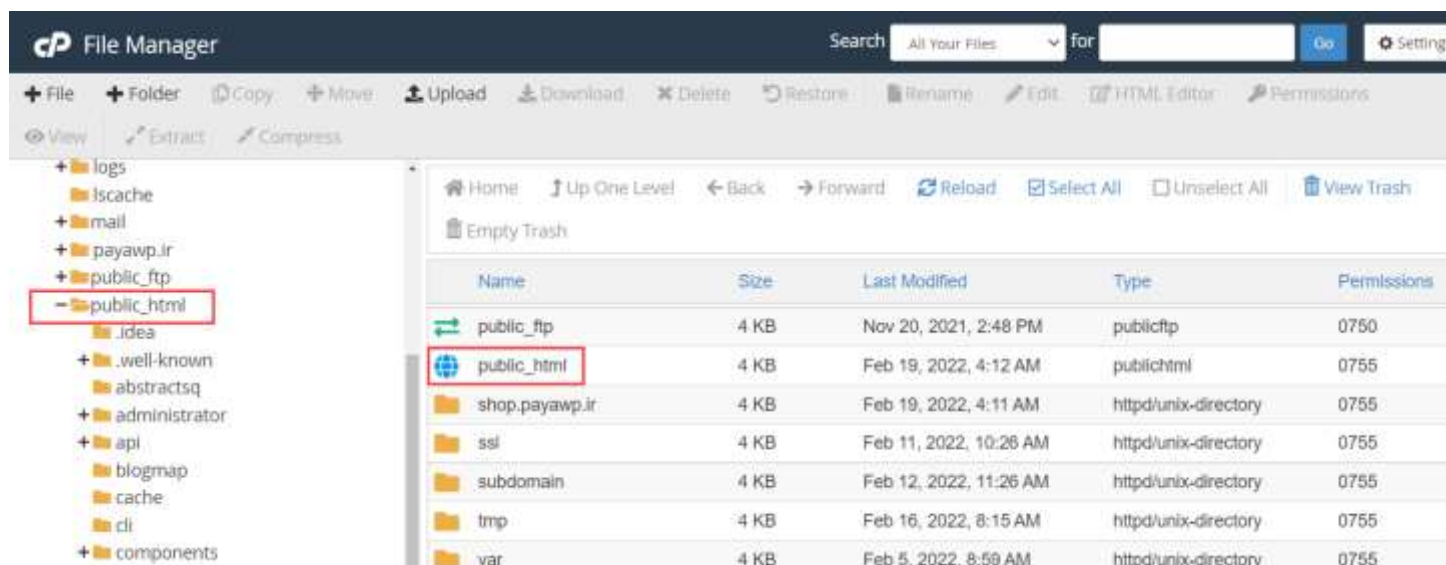 cP File Manager
Search All Your Files for Go Setting
File Folder Copy Move Upload Download Delete Restore Rename Edit HTML Editor Permissions
View Extract Compress
logs
lscache
mail
payawp.ir
public_ftp
public_html
.idea
.well-known
abstractsq
administrator
api
blogmap
cache
cli
components
Home Up One Level Back Forward Reload Select All Unselect All View Trash
Empty Trash
Name Size Last Modified Type Permissions
public_ftp 4 KB Nov 20, 2021, 2:48 PM publicftp 0750
public_html 4 KB Feb 19, 2022, 4:12 AM publichtml 0755
shop.payawp.ir 4 KB Feb 19, 2022, 4:11 AM httpd/unix-directory 0755
ssl 4 KB Feb 11, 2022, 10:26 AM httpd/unix-directory 0755
subdomain 4 KB Feb 12, 2022, 11:26 AM httpd/unix-directory 0755
tmp 4 KB Feb 16, 2022, 8:15 AM httpd/unix-directory 0755
var 4 KB Feb 5, 2022, 8:59 AM httpd/unix-directory 0755